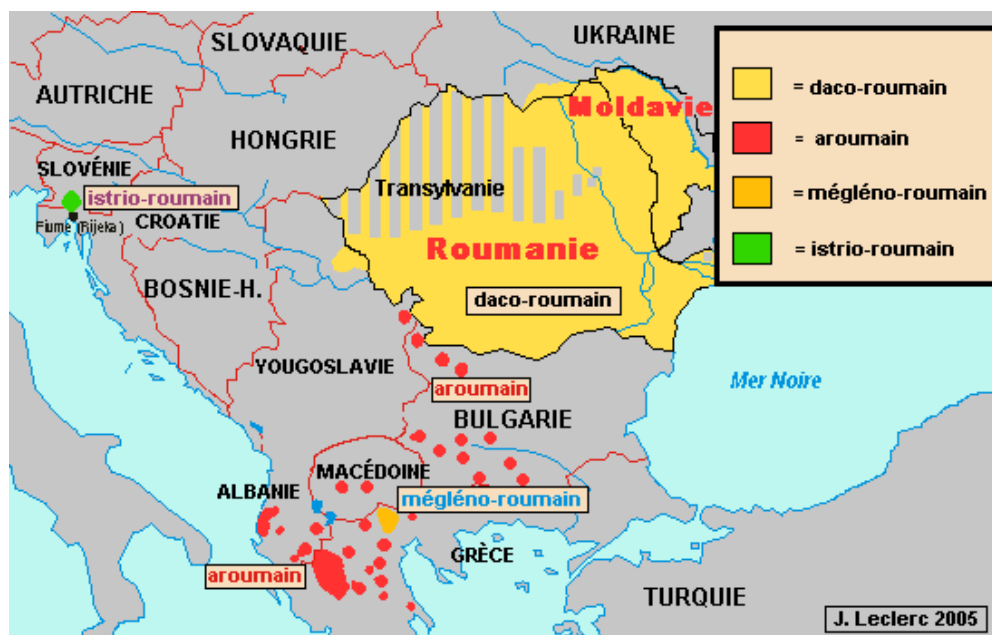 SLOVAQUIE
UKRAINE
AUTRICHE
HONGRIE
Moldavie
SLOVÉNIE
istrio-roumain
Transylvanie
Fiume (Rijeka )
CROATIE
Roumanie
BOSNIE-H.
daco-roumain
YOUGOSLAVIE
aroumain
Mer Noire
BULGARIE
MACÉDOINE
ALBANIE
mégléno-roumain
GRÈCE
aroumain
TURQUIE
= daco-roumain
= aroumain
= mégléno-roumain
= istrio-roumain
J. Leclerc 2005